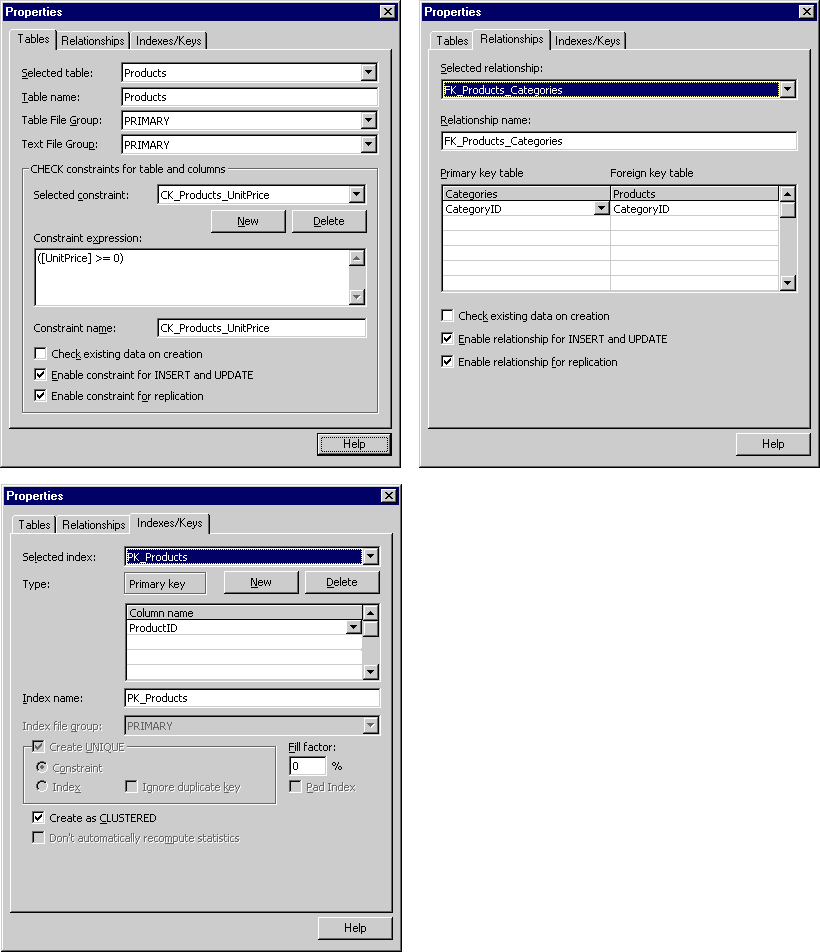 Properties
Tables Relationships Indexes/Keys
Selected table: Products
Table name: Products
Table File Group: PRIMARY
Text File Group: PRIMARY
CHECK constraints for table and columns
Selected constraint: CK_Products_UnitPrice
New Delete
Constraint expression:
([UnitPrice] >= 0)
Constraint name: CK_Products_UnitPrice
Check existing data on creation
Enable constraint for INSERT and UPDATE
Enable constraint for replication
Help
Properties
Tables Relationships Indexes/Keys
Selected relationship:
FK_Products_Categories
Relationship name:
FK_Products_Categories
Primary key table Foreign key table
Categories Products
CategoryID CategoryID
Check existing data on creation
Enable relationship for INSERT and UPDATE
Enable relationship for replication
Help
Properties
Tables Relationships Indexes/Keys
Selected index: PK_Products
Type: Primary key New Delete
Column name
ProductID
Index name: PK_Products
Index file group: PRIMARY
Create UNIQUE Fill factor:
Constraint 0 %
Index Ignore duplicate key Pad Index
Create as CLUSTERED
Don't automatically recompute statistics
Help